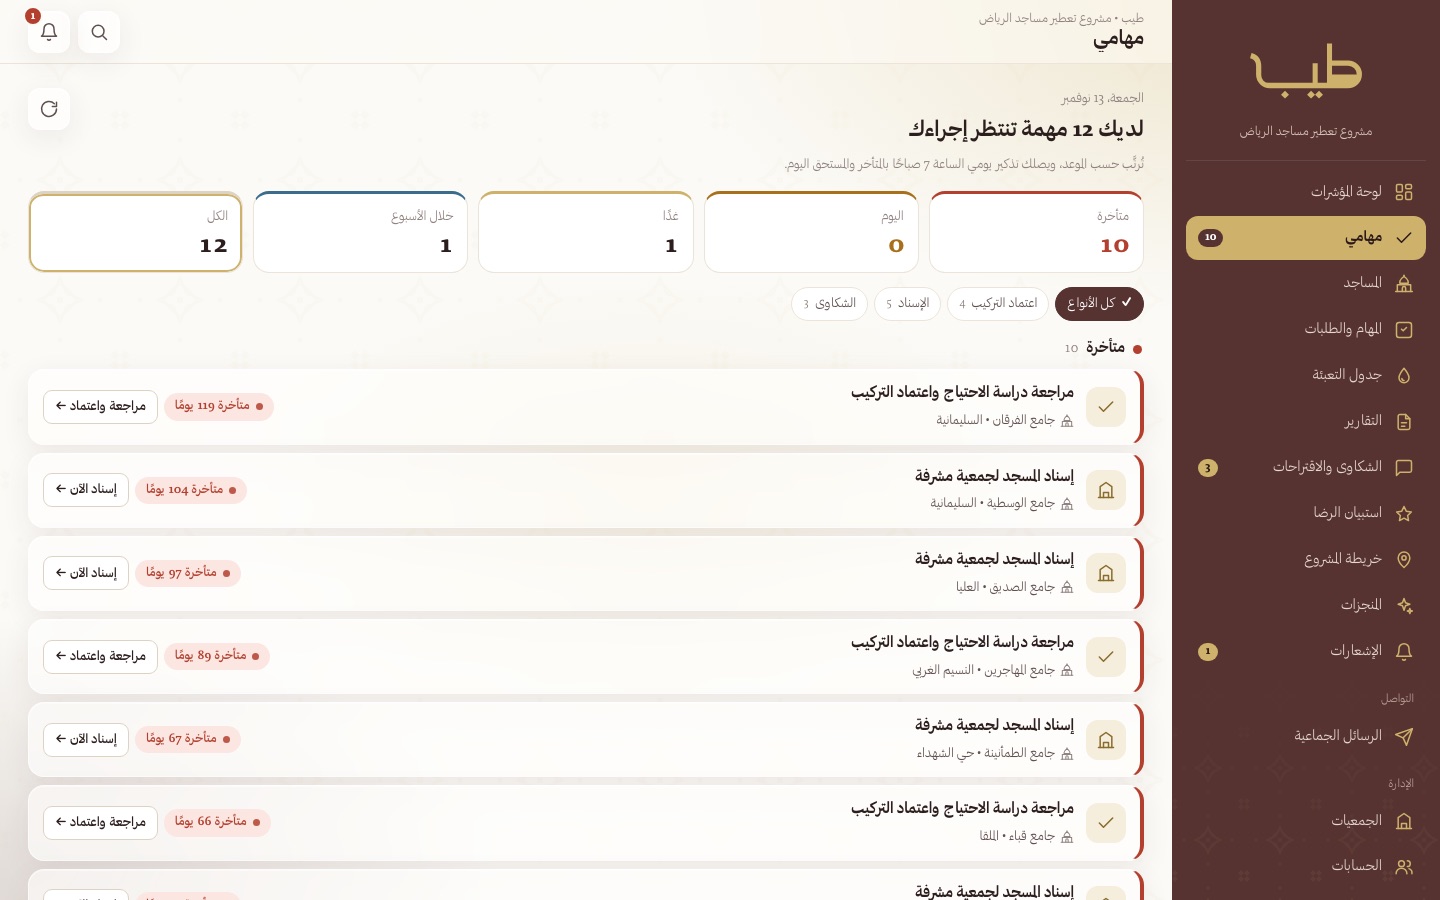 طيب
مشروع تعطير مساجد الرياض
لوحة المؤشرات
مهامي
10
المساجد
المهام والطلبات
جدول التعبئة
التقارير
الشكاوى والاقتراحات
3
استبيان الرضا
خريطة المشروع
المنجزات
الإشعارات
1
التواصل
الرسائل الجماعية
الإدارة
الجمعيات
الحسابات
طيب • مشروع تعطير مساجد الرياض
مهامي
1
الجمعة، 13 نوفمبر
لديك 12 مهمة تنتظر إجراءك
تُرتَّب حسب الموعد، ويصلك تذكير يومي الساعة 7 صباحًا بالمتأخر والمستحق اليوم.
متأخرة
10
اليوم
0
غدًا
1
خلال الأسبوع
1
الكل
12
كل الأنواع
اعتماد التركيب 4
الإسناد 5
الشكاوى 3
متأخرة 10
مراجعة دراسة الاحتياج واعتماد التركيب
جامع الفرقان • السليمانية
متأخرة 119 يومًا
مراجعة واعتماد ←
إسناد المسجد لجمعية مشرفة
جامع الوسطية • السليمانية
متأخرة 104 يومًا
إسناد الآن ←
إسناد المسجد لجمعية مشرفة
جامع الصديق • العليا
متأخرة 97 يومًا
إسناد الآن ←
مراجعة دراسة الاحتياج واعتماد التركيب
جامع المهاجرين • النسيم الغربي
متأخرة 89 يومًا
مراجعة واعتماد ←
إسناد المسجد لجمعية مشرفة
جامع الطمأنينة • حي الشهداء
متأخرة 67 يومًا
إسناد الآن ←
مراجعة دراسة الاحتياج واعتماد التركيب
جامع قباء • الملقا
متأخرة 66 يومًا
مراجعة واعتماد ←
إسناد المسجد لجمعية مشرفة